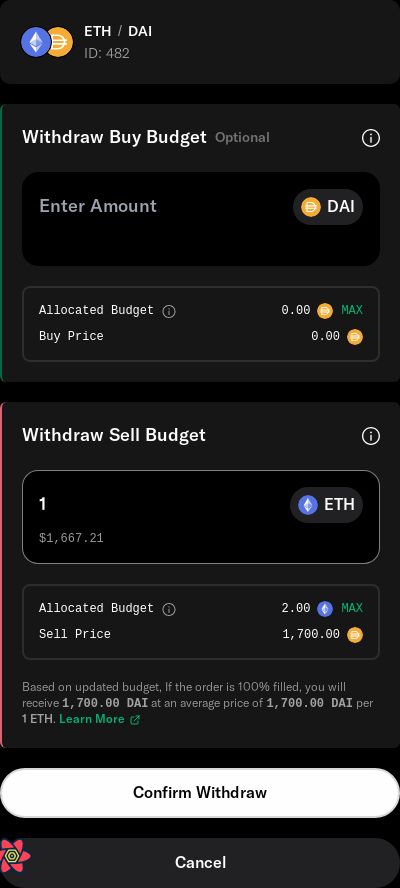 ETH / DAI
ID: 482
Withdraw Buy Budget Optional
Enter Amount DAI
Allocated Budget 0.00 MAX
Buy Price 0.00
Withdraw Sell Budget
1 ETH
$1,667.21
Allocated Budget 2.00 MAX
Sell Price 1,700.00
Based on updated budget, If the order is 100% filled, you will
receive 1,700.00 DAI at an average price of 1,700.00 DAI per
1 ETH. Learn More
Confirm Withdraw
Cancel